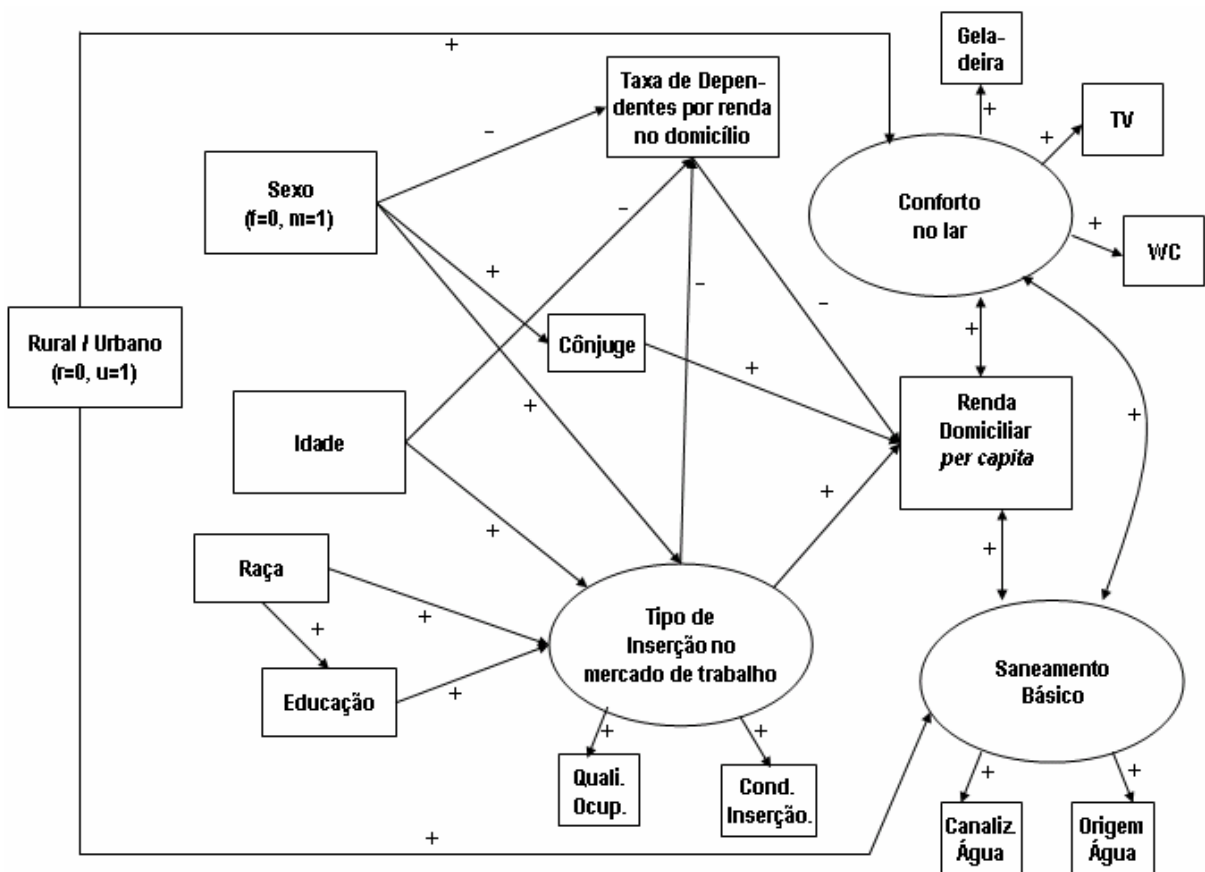 +
Gela-
deira
+
TV
+
Taxa de Depen-
dentes por renda
no domicílio
−
Sexo
(f=0, m=1)
Conforto
no lar
+
WC
−
+
−
−
+
Rural / Urbano
(r=0, u=1)
Cônjuge
+
+
Renda
Domiciliar
per capita
+
Idade
+
+
+
+
Raça
+
+
Tipo de
Inserção no
mercado de trabalho
Educação
+
Saneamento
Básico
+
+
Quali.
Ocup.
Cond.
Inserção.
+
+
+
Canaliz.
Água
Origem
Água